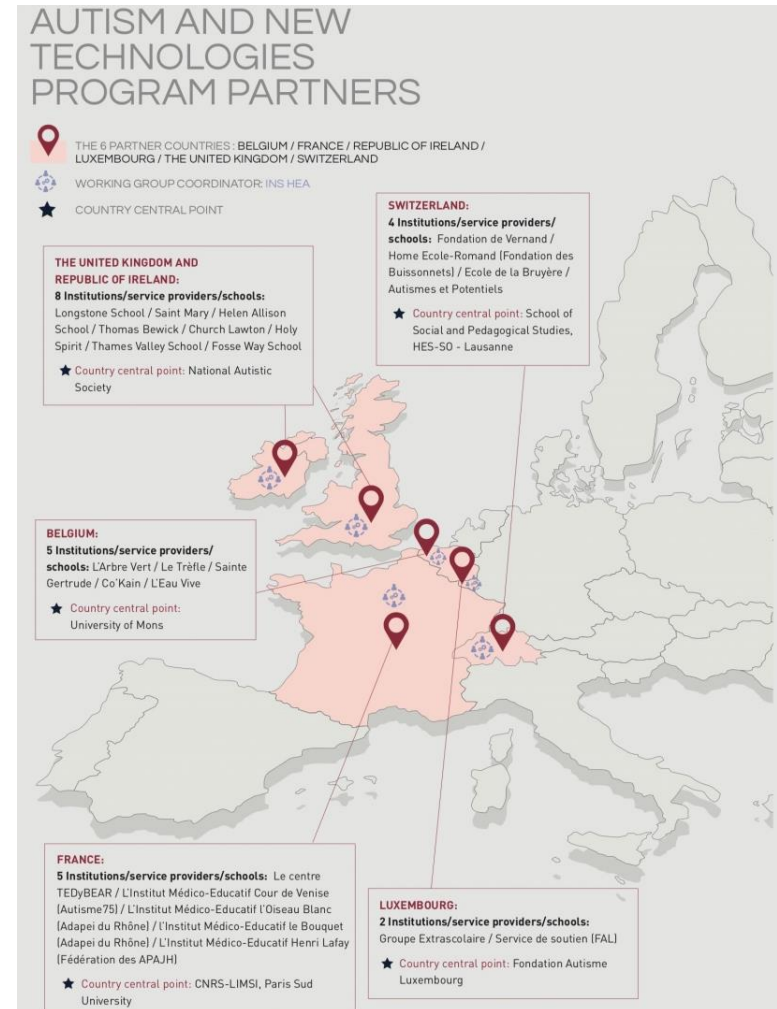 AUTISM AND NEW
TECHNOLOGIES
PROGRAM PARTNERS
THE 6 PARTNER COUNTRIES : BELGIUM / FRANCE / REPUBLIC OF IRELAND /
LUXEMBOURG / THE UNITED KINGDOM / SWITZERLAND
WORKING GROUP COORDINATOR: INS HEA
COUNTRY CENTRAL POINT
SWITZERLAND:
4 Institutions/service providers/
schools: Fondation de Vernand /
Home Ecole-Romand (Fondation des
Buissonnets) / Ecole de la Bruyère /
Autismes et Potentiels
Country central point: School of
Social and Pedagogical Studies,
HES-SO - Lausanne
THE UNITED KINGDOM AND
REPUBLIC OF IRELAND:
8 Institutions/service providers/schools:
Longstone School / Saint Mary / Helen Allison
School / Thomas Bewick / Church Lawton / Holy
Spirit / Thames Valley School / Fosse Way School
Country central point: National Autistic
Society
BELGIUM:
5 Institutions/service providers/
schools: L'Arbre Vert / Le Trèfle / Sainte
Gertrude / Co'Kain / L'Eau Vive
Country central point:
University of Mons
FRANCE:
5 Institutions/service providers/schools: Le centre
TEDyBEAR / L'Institut Médico-Educatif Cour de Venise
(Autisme75) / L'Institut Médico-Educatif l'Oiseau Blanc
(Adapei du Rhône) / l'Institut Médico-Educatif le Bouquet
(Adapei du Rhône) / L'Institut Médico-Educatif Henri Lafay
(Fédération des APAJH)
Country central point: CNRS-LIMSI, Paris Sud
University
LUXEMBOURG:
2 Institutions/service providers/schools:
Groupe Extrascolaire / Service de soutien (FAL)
Country central point: Fondation Autisme
Luxembourg